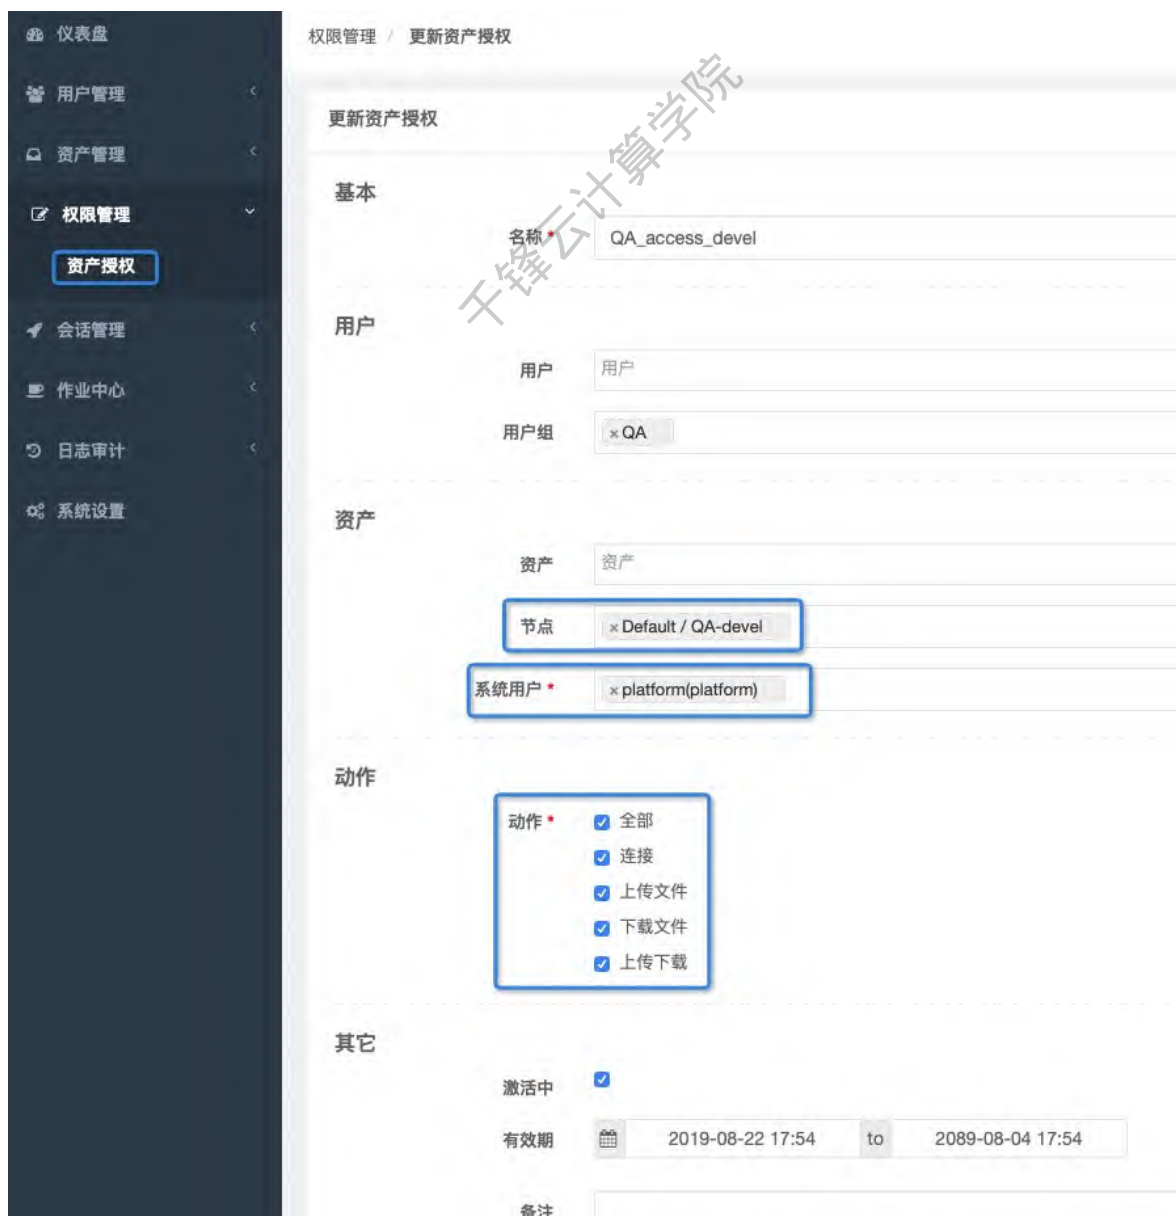 仪表盘
用户管理
资产管理
权限管理
资产授权
会话管理
作业中心
日志审计
系统设置
权限管理 / 更新资产授权
更新资产授权
千锋云计算学院
基本
名称 * QA_access_devel
用户
用户 用户
用户组 × QA
资产
资产 资产
节点 × Default / QA-devel
系统用户 * × platform(platform)
动作
动作 * 全部
连接
上传文件
下载文件
上传下载
其它
激活中
有效期 2019-08-22 17:54 to 2089-08-04 17:54
备注